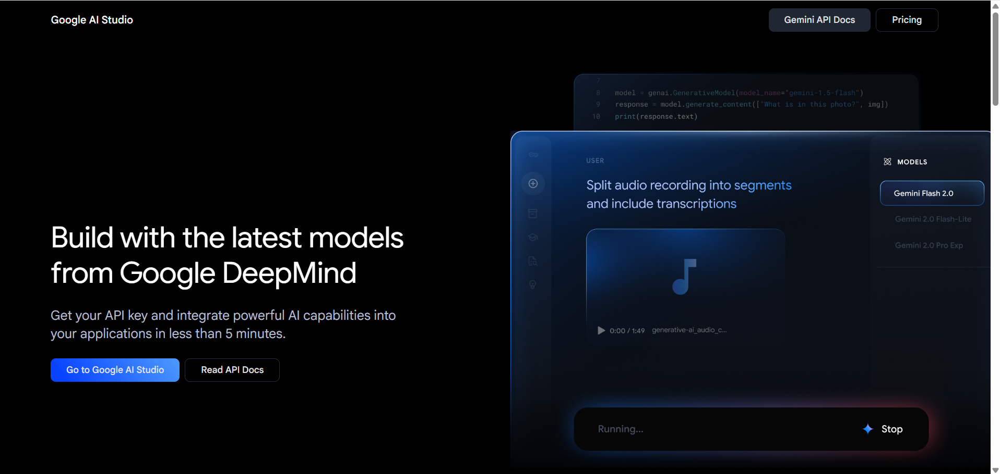 Google AI Studio
Gemini API Docs
Pricing
7
8 model = genai.GenerativeModel(model_name="gemini-1.5-flash")
9 response = model.generate_content(["What is in this photo?", img])
10 print(response.text)
Build with the latest models
from Google DeepMind
Get your API key and integrate powerful AI capabilities into
your applications in less than 5 minutes.
Go to Google AI Studio
Read API Docs
USER
Split audio recording into segments
and include transcriptions
0:00 / 1:49 generative-ai_audio_c...
MODELS
Gemini Flash 2.0
Gemini 2.0 Flash-Lite
Gemini 2.0 Pro Exp
Running...
Stop